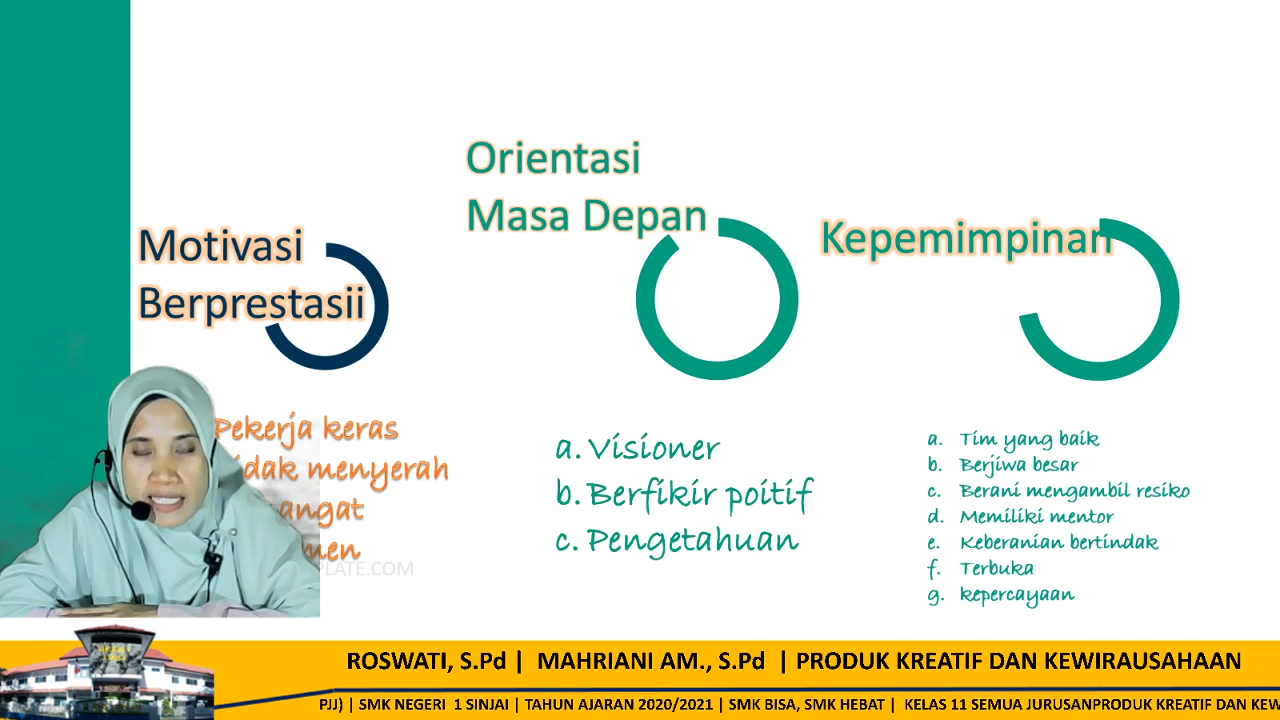 Orientasi
Masa Depan
Motivasi
Berprestasii
Kepemimpinan
Pekerja keras
menyerah
a. Visioner
b. Berfikir poitif
c. Pengetahuan
a. Tim yang baik
b. Berjiwa besar
c. Berani mengambil resiko
d. Memiliki mentor
e. Keberanian bertindak
f. Terbuka
g. kepercayaan
ROSWATI, S.Pd | MAHRIANI AM., S.Pd | PRODUK KREATIF DAN KEWIRAUSAHAAN
PJJ) | SMK NEGERI 1 SINJAI | TAHUN AJARAN 2020/2021 | SMK BISA, SMK HEBAT | KELAS 11 SEMUA JURUSANPRODUK KREATIF DAN KEW